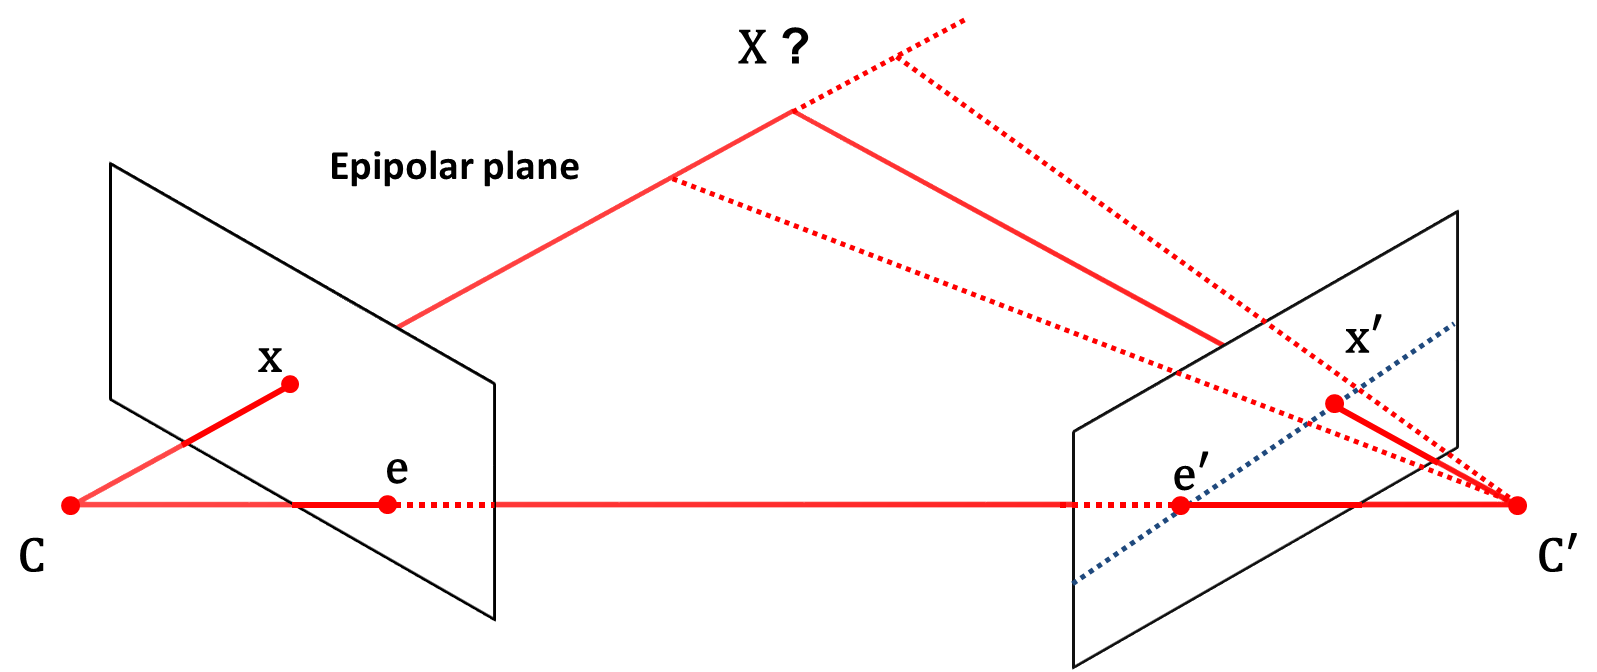 X ?
Epipolar plane
x
x′
e
e′
C
C′